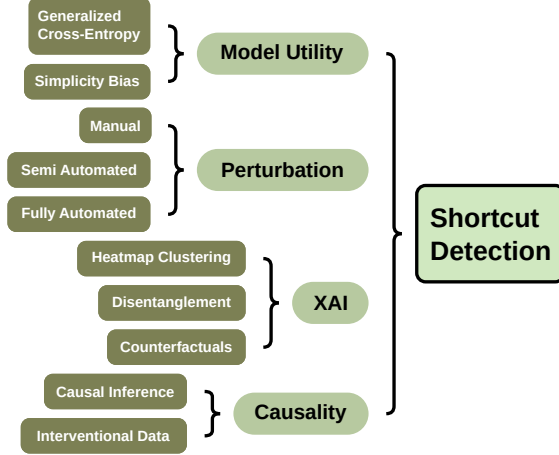 Generalized
Cross-Entropy
Simplicity Bias
Model Utility
Manual
Semi Automated
Fully Automated
Perturbation
Heatmap Clustering
Disentanglement
Counterfactuals
XAI
Causal Inference
Interventional Data
Causality
Shortcut
Detection